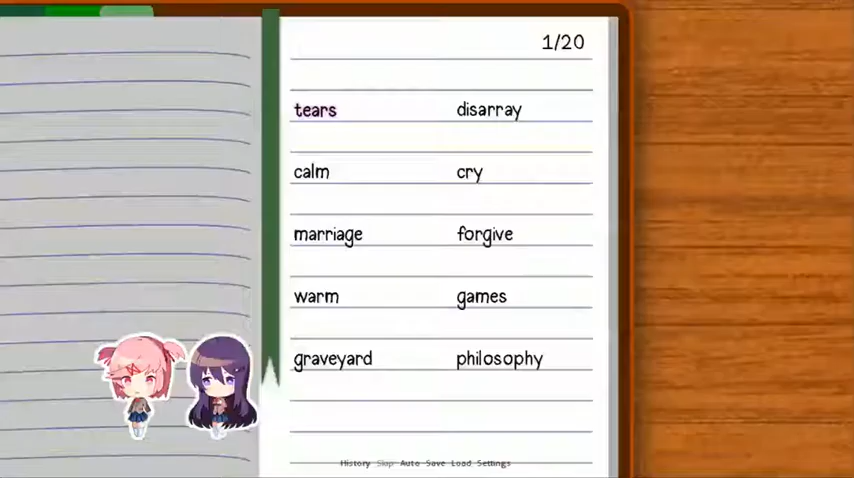 1/20
tears disarray
calm cry
marriage forgive
warm games
graveyard philosophy
History Skip Auto Save Load Settings